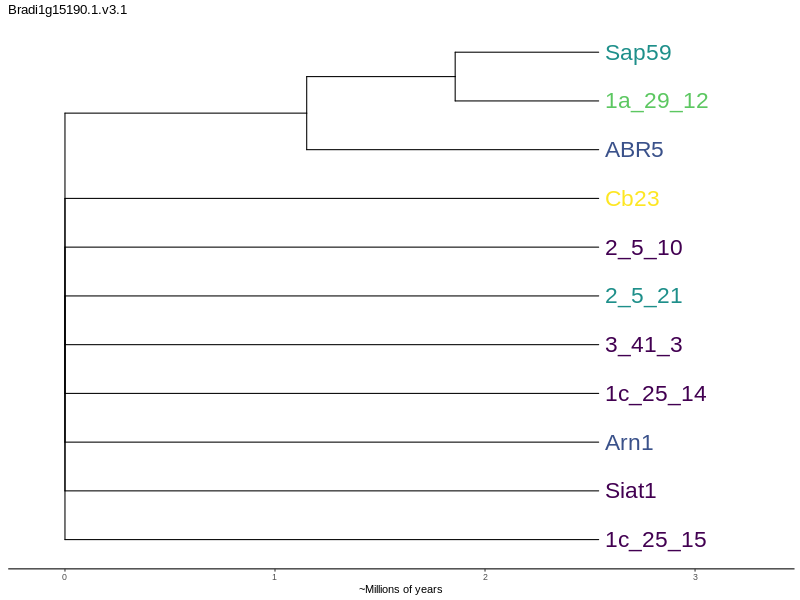 Bradi1g15190.1.v3.1
Sap59
1a_29_12
ABR5
Cb23
2_5_10
2_5_21
3_41_3
1c_25_14
Arn1
Siat1
1c_25_15
0 1 2 3
~Millions of years